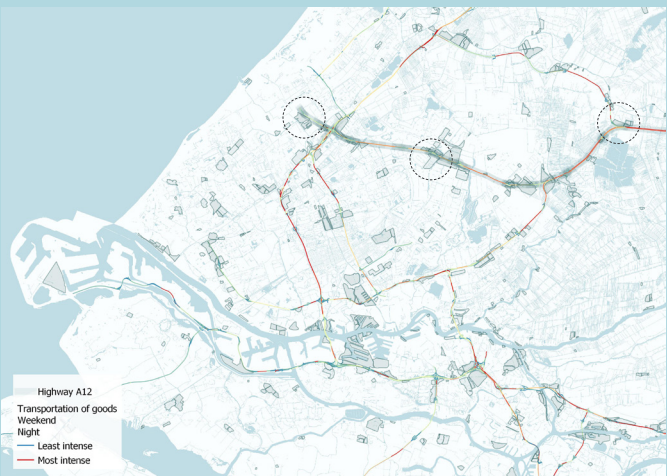 Highway A12
Transportation of goods
Weekend
Night
Least intense
Most intense